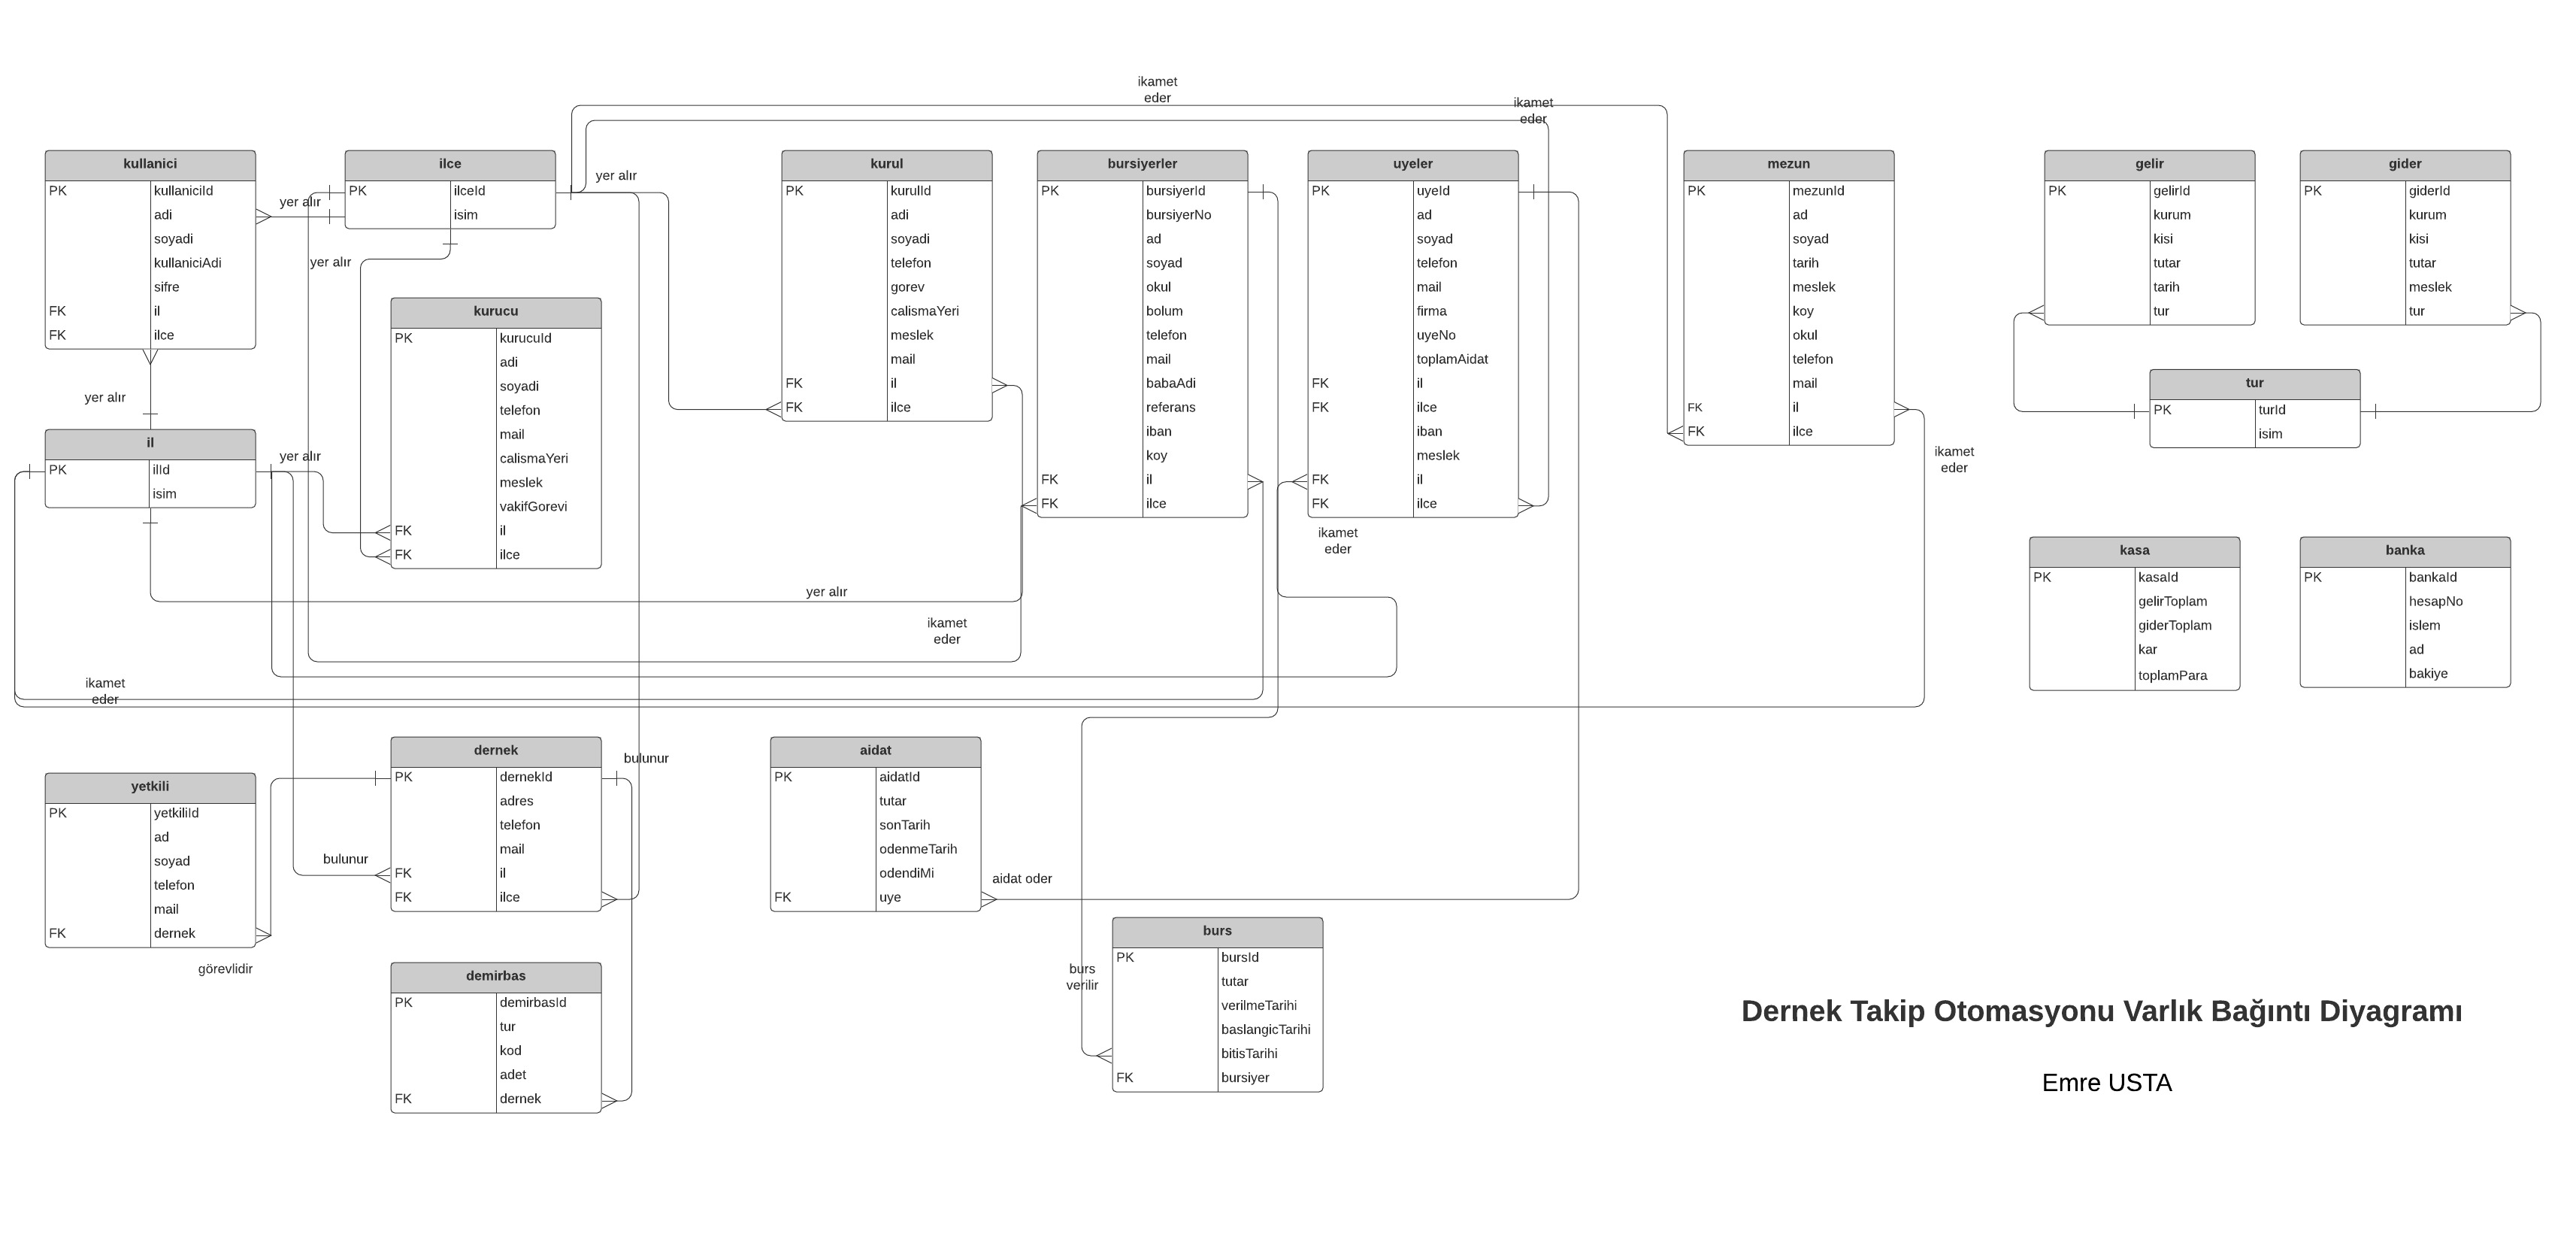 ikamet
eder
ikamet
eder
kullanici
PK kullaniciId
adi
soyadi
kullaniciAdi
sifre
FK il
FK ilce
yer alır
ilce
PK ilceId
isim
yer alır
yer alır
kurucu
PK kurucuId
adi
soyadi
telefon
mail
calismaYeri
meslek
vakifGorevi
FK il
FK ilce
kurul
PK kurulId
adi
soyadi
telefon
gorev
calismaYeri
meslek
mail
FK il
FK ilce
bursiyerler
PK bursiyerId
bursiyerNo
ad
soyad
okul
bolum
telefon
mail
babaAdi
referans
iban
koy
FK il
FK ilce
uyeler
PK uyeId
ad
soyad
telefon
mail
firma
uyeNo
toplamAidat
FK il
FK ilce
iban
meslek
FK il
FK ilce
ikamet
eder
mezun
PK mezunId
ad
soyad
tarih
meslek
koy
okul
telefon
mail
FK il
FK ilce
ikamet
eder
gelir
PK gelirId
kurum
kisi
tutar
tarih
tur
gider
PK giderId
kurum
kisi
tutar
meslek
tur
tur
PK turId
isim
yer alır
il
PK ilId
isim
yer alır
yer alır
ikamet
eder
ikamet
eder
kasa
PK kasaId
gelirToplam
giderToplam
kar
toplamPara
banka
PK bankaId
hesapNo
islem
ad
bakiye
yetkili
PK yetkiliId
ad
soyad
telefon
mail
FK dernek
görevlidir
dernek
PK dernekId
adres
telefon
mail
FK il
FK ilce
bulunur
bulunur
demirbas
PK demirbasId
tur
kod
adet
FK dernek
aidat
PK aidatId
tutar
sonTarih
odenmeTarih
odendiMi
FK uye
aidat oder
burs
verilir
burs
PK bursId
tutar
verilmeTarihi
baslangicTarihi
bitisTarihi
FK bursiyer
Dernek Takip Otomasyonu Varlık Bağıntı Diyagramı
Emre USTA